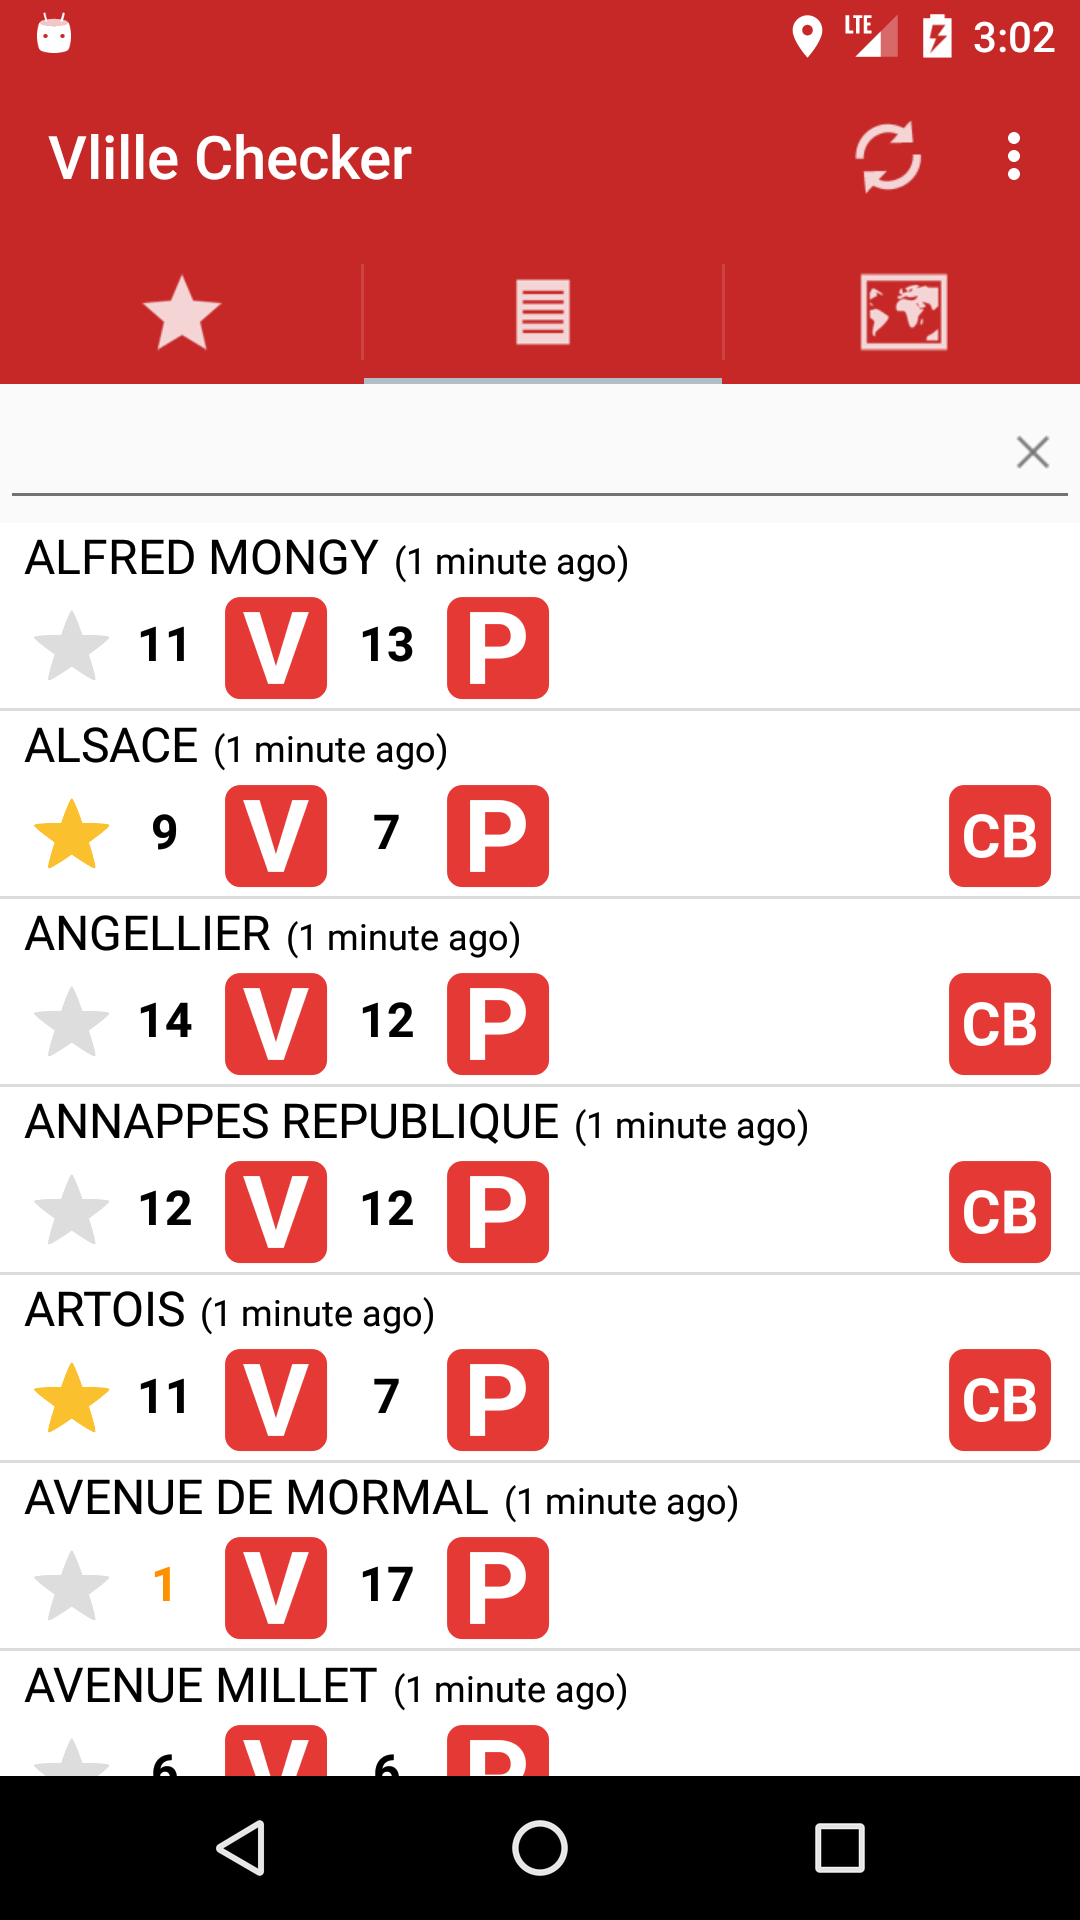 LTE 3:02
Vlille Checker
ALFRED MONGY (1 minute ago)
11 V 13 P
ALSACE (1 minute ago)
9 V 7 P CB
ANGELLIER (1 minute ago)
14 V 12 P CB
ANNAPPES REPUBLIQUE (1 minute ago)
12 V 12 P CB
ARTOIS (1 minute ago)
11 V 7 P CB
AVENUE DE MORMAL (1 minute ago)
1 V 17 P
AVENUE MILLET (1 minute ago)
6 V 6 P